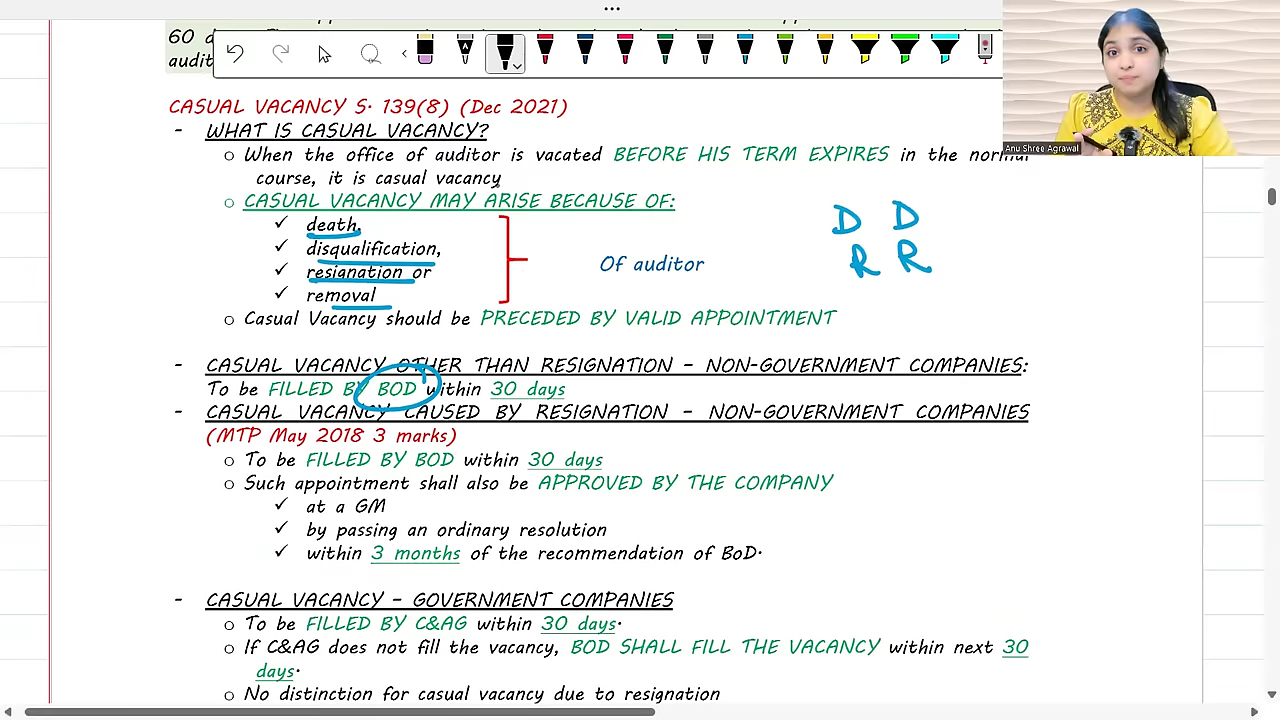 60 d
audit
CASUAL VACANCY S. 139(8) (Dec 2021)
- WHAT IS CASUAL VACANCY?
o When the office of auditor is vacated BEFORE HIS TERM EXPIRES in the normal
course, it is casual vacancy
o CASUAL VACANCY MAY ARISE BECAUSE OF:
✓ death,
✓ disqualification,
✓ resignation or
✓ removal
Of auditor
D D
R R
o Casual Vacancy should be PRECEDED BY VALID APPOINTMENT
- CASUAL VACANCY OTHER THAN RESIGNATION – NON-GOVERNMENT COMPANIES:
To be FILLED BY BOD within 30 days
- CASUAL VACANCY CAUSED BY RESIGNATION – NON-GOVERNMENT COMPANIES
(MTP May 2018 3 marks)
o To be FILLED BY BOD within 30 days
o Such appointment shall also be APPROVED BY THE COMPANY
✓ at a GM
✓ by passing an ordinary resolution
✓ within 3 months of the recommendation of BoD.
- CASUAL VACANCY – GOVERNMENT COMPANIES
o To be FILLED BY C&AG within 30 days.
o If C&AG does not fill the vacancy, BOD SHALL FILL THE VACANCY within next 30
days.
o No distinction for casual vacancy due to resignation
Anu Shree Agrawal